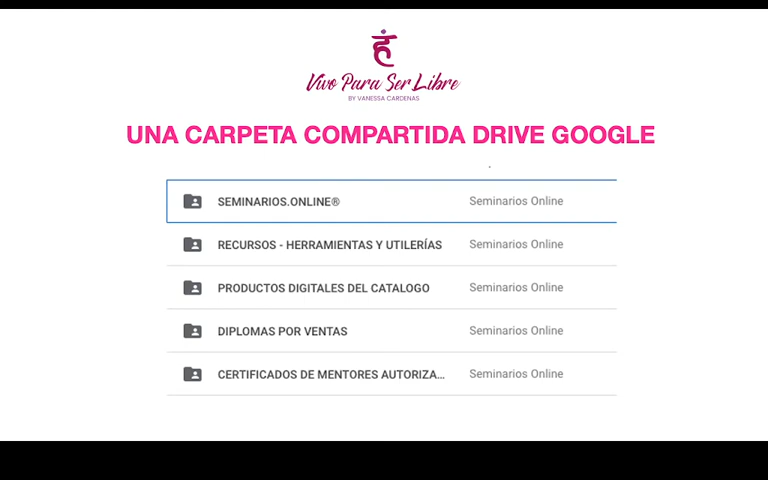 हं
Vivo Para Ser Libre
BY VANESSA CARDENAS
UNA CARPETA COMPARTIDA DRIVE GOOGLE
SEMINARIOS.ONLINE® Seminarios Online
RECURSOS - HERRAMIENTAS Y UTILERÍAS Seminarios Online
PRODUCTOS DIGITALES DEL CATALOGO Seminarios Online
DIPLOMAS POR VENTAS Seminarios Online
CERTIFICADOS DE MENTORES AUTORIZA... Seminarios Online